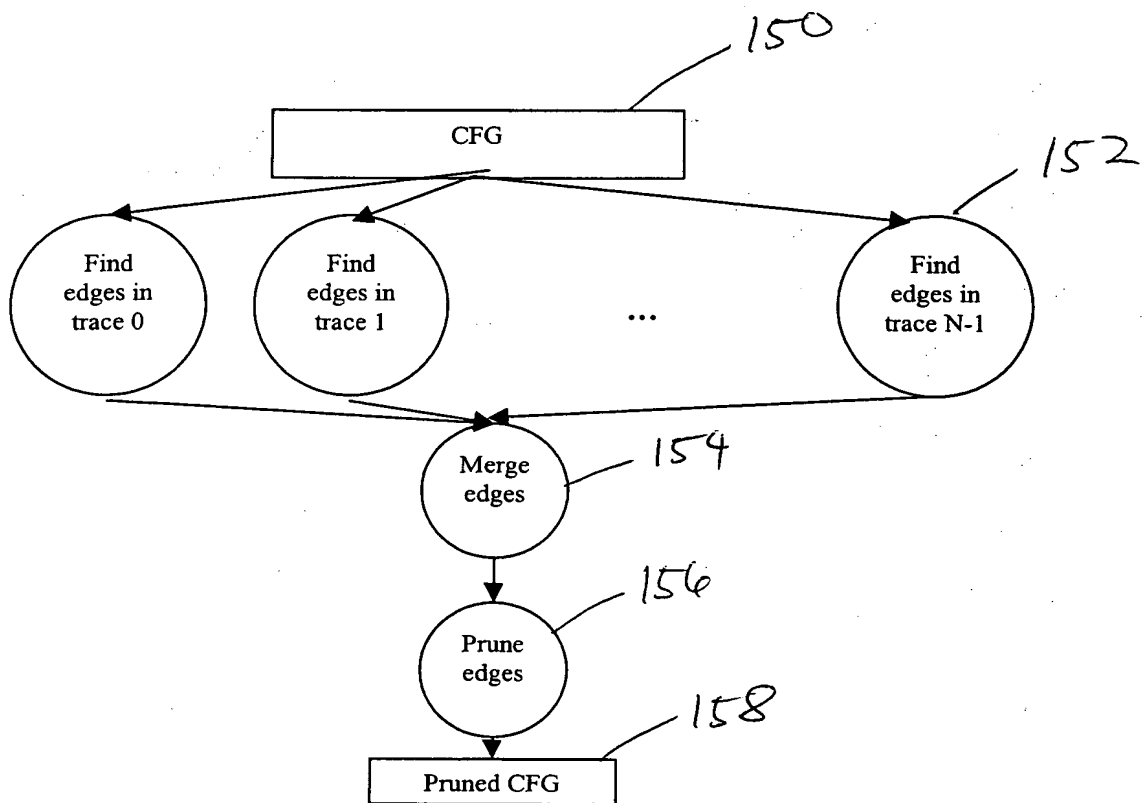 150
CFG
152
Find
edges in
trace 0
Find
edges in
trace 1
...
Find
edges in
trace N-1
Merge
edges
154
Prune
edges
156
158
Pruned CFG